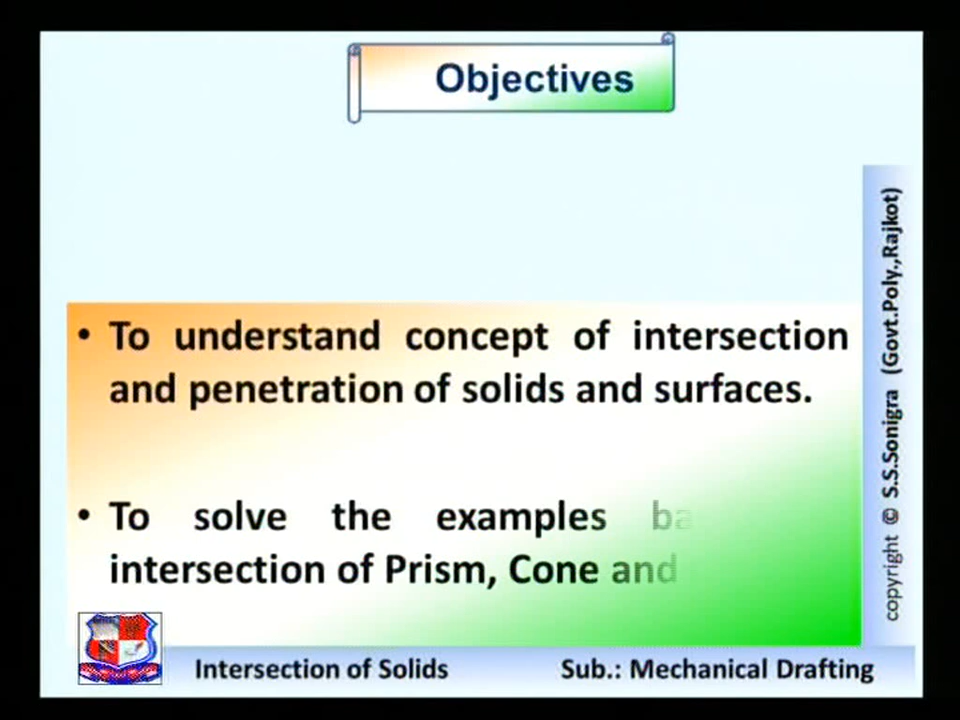 Objectives
• To understand concept of intersection
and penetration of solids and surfaces.
• To solve the examples
intersection of Prism, Cone and
copyright © S.S.Sonigra (Govt.Poly.,Rajkot)
Intersection of Solids
Sub.: Mechanical Drafting